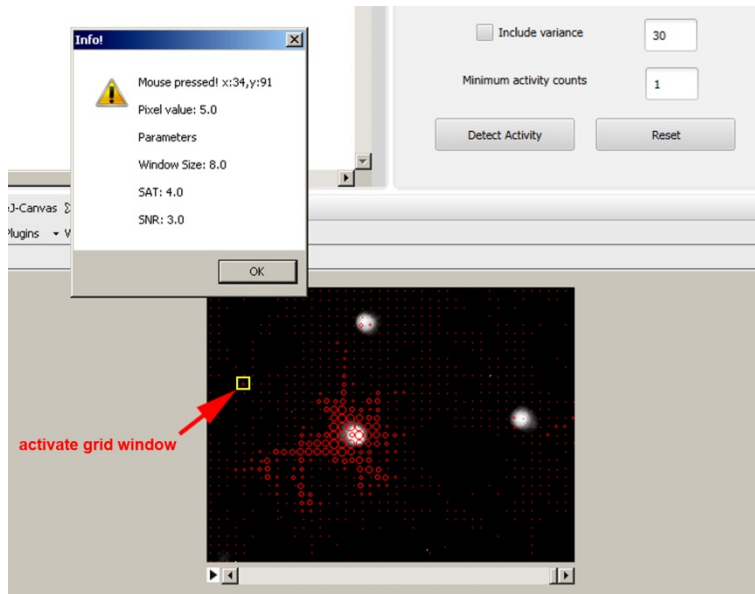 Info!
Mouse pressed! x:34,y:91
Pixel value: 5.0
Parameters
Window Size: 8.0
SAT: 4.0
SNR: 3.0
OK
Include variance
30
Minimum activity counts
1
Detect Activity
Reset
J-Canvas
Plugins
activate grid window